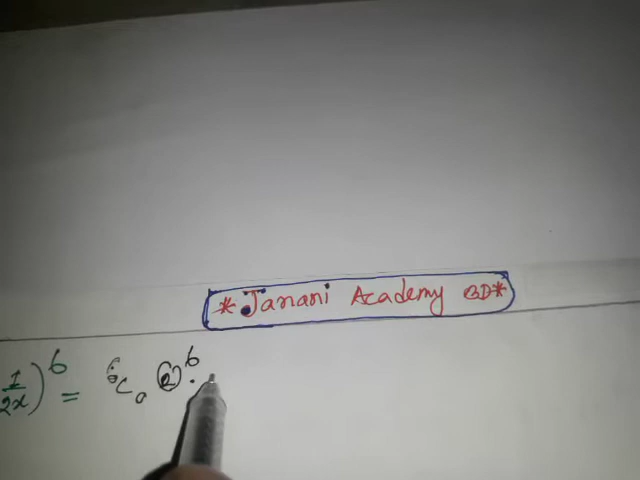 *Janani Academy GD*
1/2x)^6 = ⁶C₀ (2)^6 .